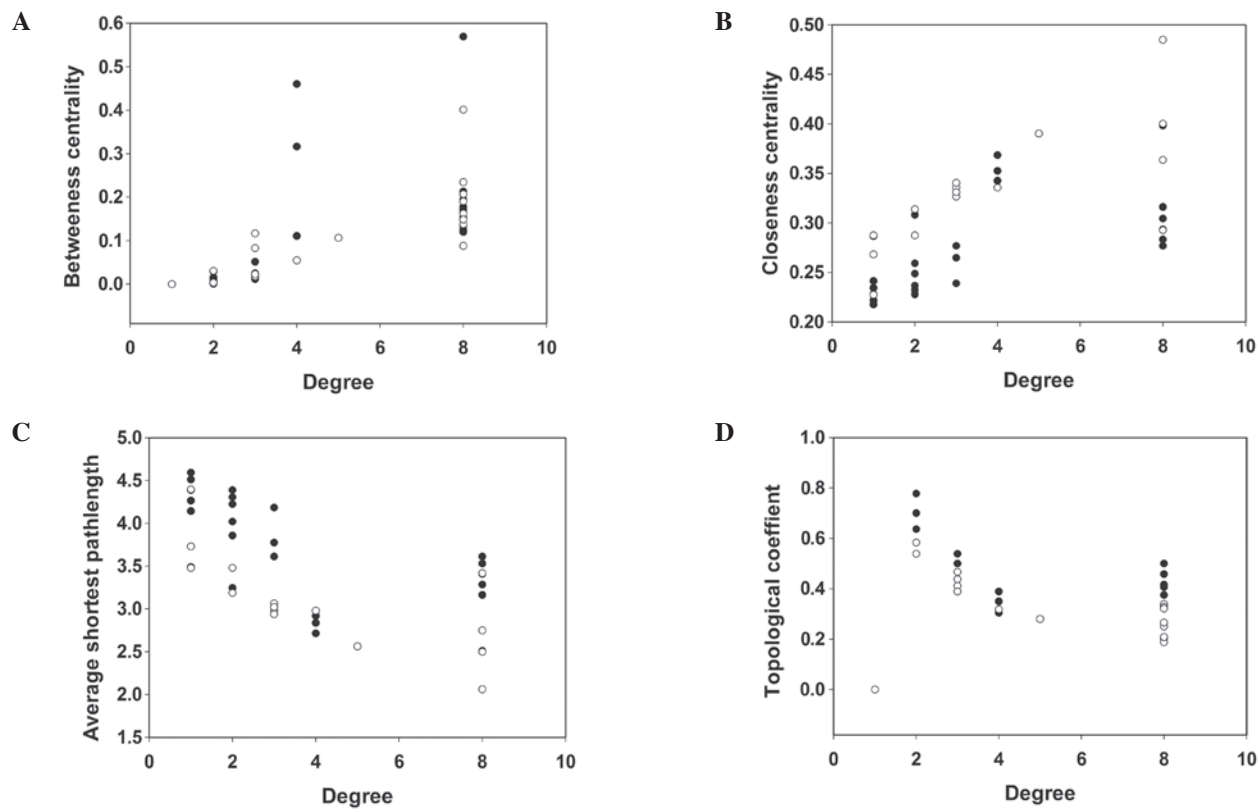 A
Betweeness centrality
0.6
0.5
0.4
0.3
0.2
0.1
0.0
0 2 4 6 8 10
Degree
B
Closeness centrality
0.50
0.45
0.40
0.35
0.30
0.25
0.20
0 2 4 6 8 10
Degree
C
Average shortest pathlength
5.0
4.5
4.0
3.5
3.0
2.5
2.0
1.5
0 2 4 6 8 10
Degree
D
Topological coeffient
1.0
0.8
0.6
0.4
0.2
0.0
0 2 4 6 8 10
Degree